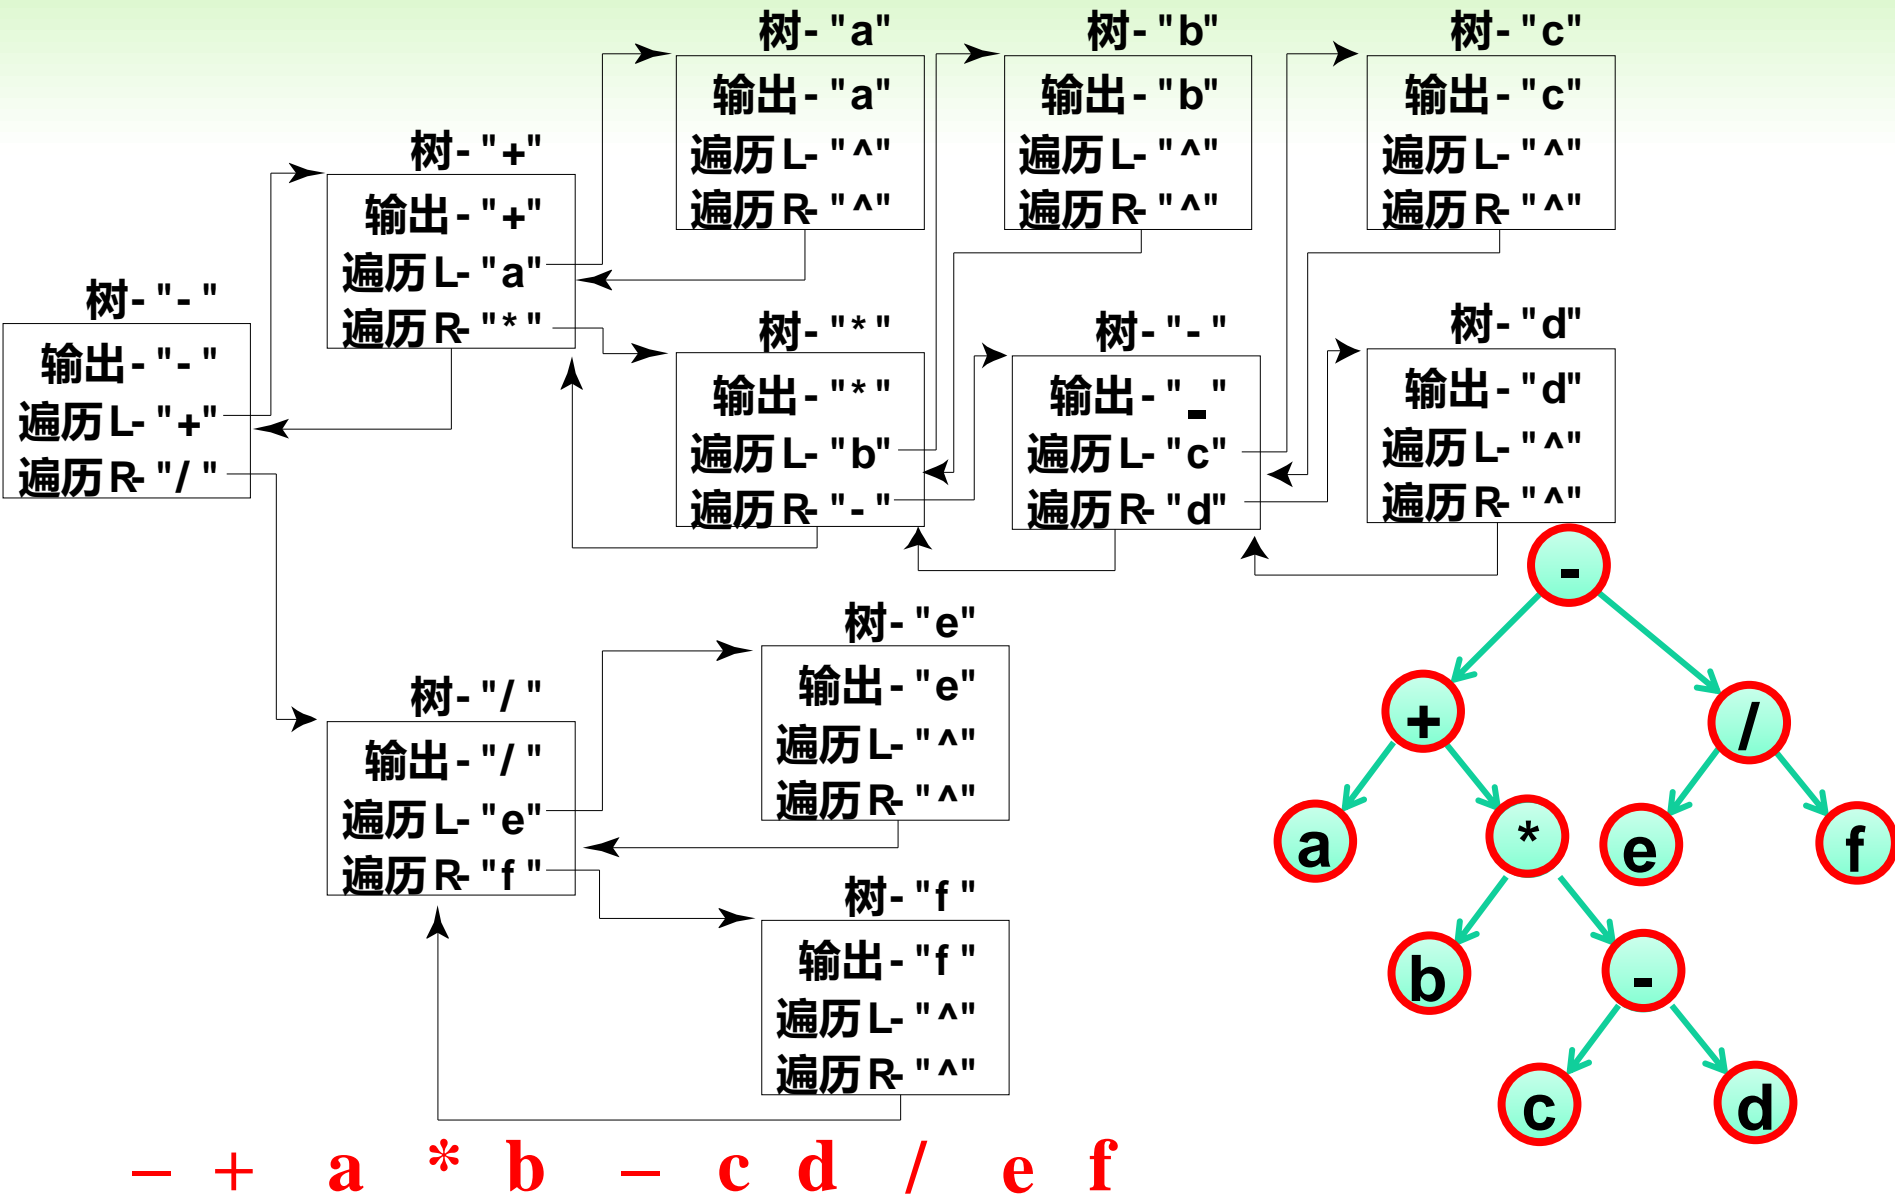 树-"-"
输出-"-"
遍历L-"+"
遍历R-"/"
树-"+"
输出-"+"
遍历L-"a"
遍历R-"*"
树-"a"
输出-"a"
遍历L-"^"
遍历R-"^"
树-"*"
输出-"*"
遍历L-"b"
遍历R-"-"
树-"b"
输出-"b"
遍历L-"^"
遍历R-"^"
树-"-"
输出-"-"
遍历L-"c"
遍历R-"d"
树-"c"
输出-"c"
遍历L-"^"
遍历R-"^"
树-"d"
输出-"d"
遍历L-"^"
遍历R-"^"
树-"/"
输出-"/"
遍历L-"e"
遍历R-"f"
树-"e"
输出-"e"
遍历L-"^"
遍历R-"^"
树-"f"
输出-"f"
遍历L-"^"
遍历R-"^"
-
+ /
a * e f
b -
c d
– + a * b – c d / e f